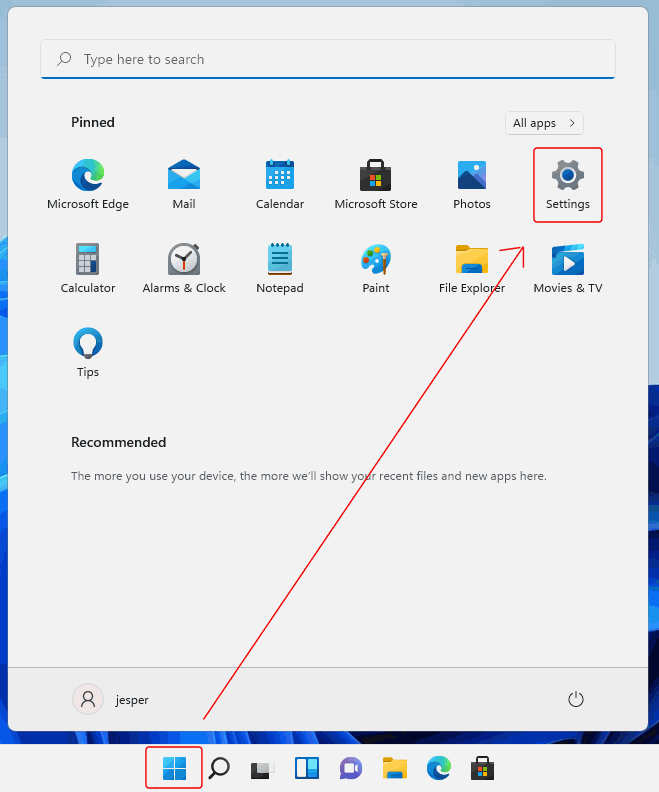 Type here to search
Pinned
All apps
Microsoft Edge
Mail
Calendar
Microsoft Store
Photos
Settings
Calculator
Alarms & Clock
Notepad
Paint
File Explorer
Movies & TV
Tips
Recommended
The more you use your device, the more we'll show your recent files and new apps here.
jesper